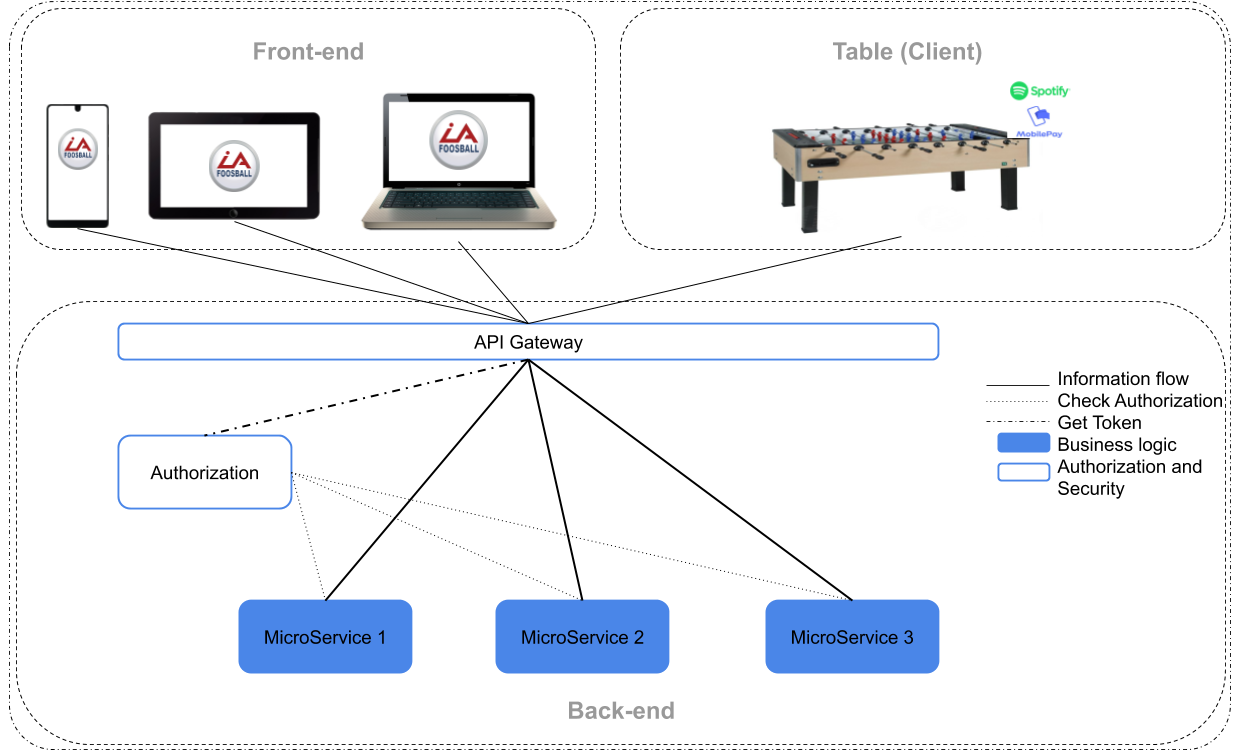 Front-end
Table (Client)
Spotify
MobilePay
iA
FOOSBALL
iA
FOOSBALL
iA
FOOSBALL
API Gateway
Information flow
Check Authorization
Get Token
Business logic
Authorization and
Security
Authorization
MicroService 1
MicroService 2
MicroService 3
Back-end